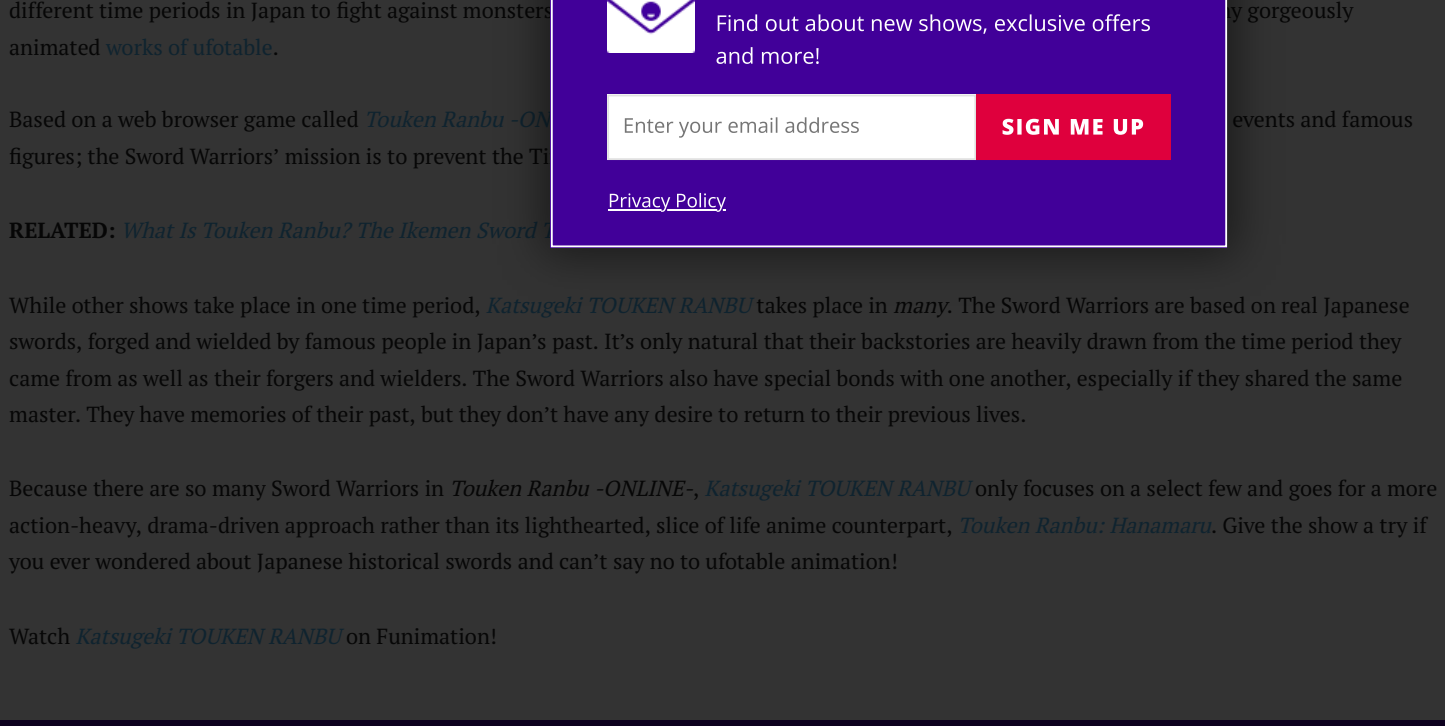 different time periods in Japan to fight against monsters
gorgeously
animated works of ufotable.
Find out about new shows, exclusive offers
and more!
Based on a web browser game called Touken Ranbu -ON
events and famous
figures; the Sword Warriors’ mission is to prevent the
Enter your email address
SIGN ME UP
Privacy Policy
RELATED: What Is Touken Ranbu? The Ikemen Sword
While other shows take place in one time period, Katsugeki TOUKEN RANBU takes place in many. The Sword Warriors are based on real Japanese
swords, forged and wielded by famous people in Japan’s past. It’s only natural that their backstories are heavily drawn from the time period they
came from as well as their forgers and wielders. The Sword Warriors also have special bonds with one another, especially if they shared the same
master. They have memories of their past, but they don’t have any desire to return to their previous lives.
Because there are so many Sword Warriors in Touken Ranbu -ONLINE-, Katsugeki TOUKEN RANBU only focuses on a select few and goes for a more
action-heavy, drama-driven approach rather than its lighthearted, slice of life anime counterpart, Touken Ranbu: Hanamaru. Give the show a try if
you ever wondered about Japanese historical swords and can’t say no to ufotable animation!
Watch Katsugeki TOUKEN RANBU on Funimation!